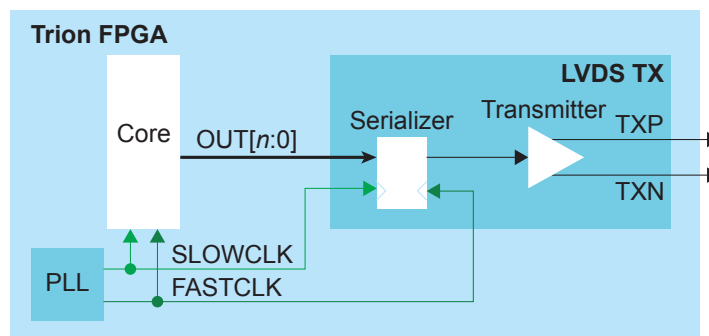 Trion FPGA
LVDS TX
Core
OUT[n:0]
Serializer
Transmitter
TXP
TXN
PLL
SLOWCLK
FASTCLK